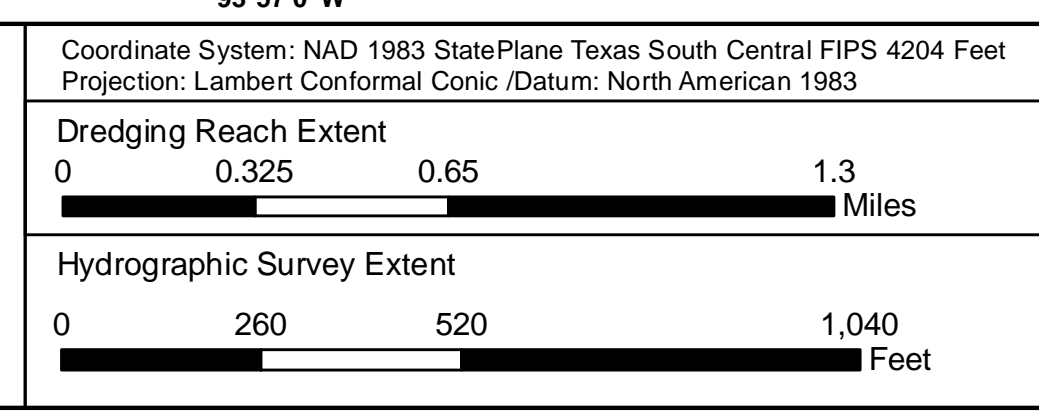 Coordinate System: NAD 1983 StatePlane Texas South Central FIPS 4204 Feet
Projection: Lambert Conformal Conic /Datum: North American 1983
Dredging Reach Extent
0 0.325 0.65 1.3
Miles
Hydrographic Survey Extent
0 260 520 1,040
Feet